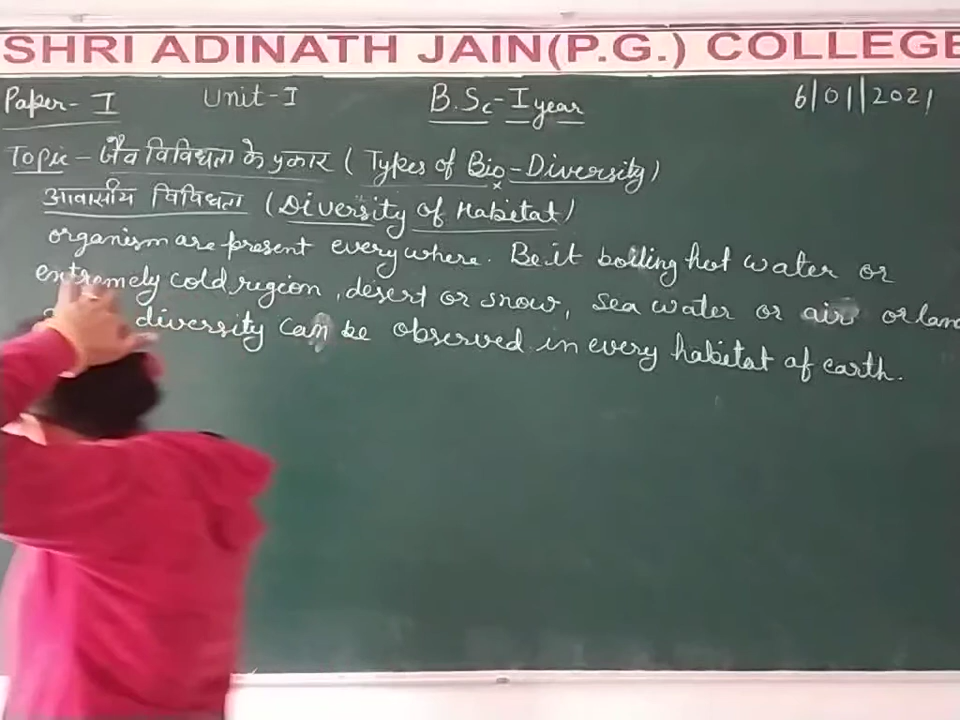 SHRI ADINATH JAIN(P.G.) COLLEGE
Paper- I Unit-I B.Sc-I year 6/01/2021
Topic - जैव विविधता के प्रकार (Types of Bio-Diversity)
आवासीय विविधता (Diversity of Habitat)
organism are present everywhere. Be it boiling hot water or
extremely cold region, desert or snow, sea water or air or land
diversity can be observed in every habitat of earth.